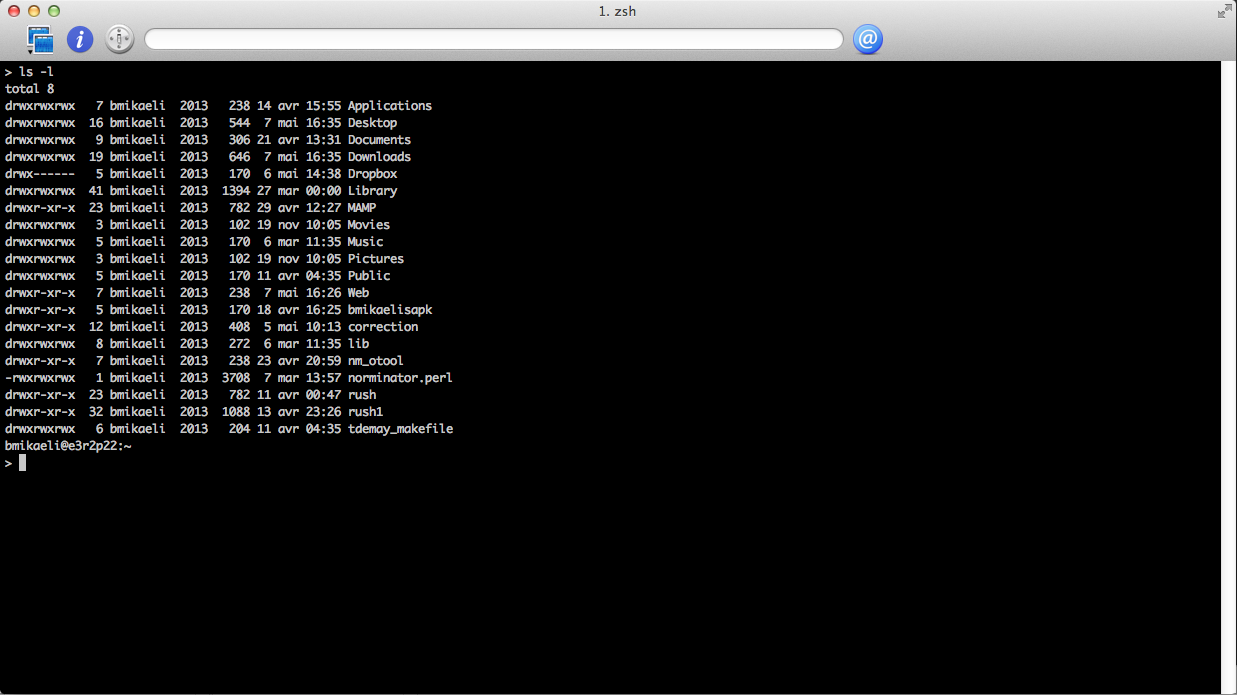 1. zsh
> ls -l
total 8
drwxrwxrwx   7 bmikaeli  2013   238 14 avr 15:55 Applications
drwxrwxrwx  16 bmikaeli  2013   544  7 mai 16:35 Desktop
drwxrwxrwx   9 bmikaeli  2013   306 21 avr 13:31 Documents
drwxrwxrwx  19 bmikaeli  2013   646  7 mai 16:35 Downloads
drwx------   5 bmikaeli  2013   170  6 mai 14:38 Dropbox
drwxrwxrwx  41 bmikaeli  2013  1394 27 mar 00:00 Library
drwxr-xr-x  23 bmikaeli  2013   782 29 avr 12:27 MAMP
drwxrwxrwx   3 bmikaeli  2013   102 19 nov 10:05 Movies
drwxrwxrwx   5 bmikaeli  2013   170  6 mar 11:35 Music
drwxrwxrwx   3 bmikaeli  2013   102 19 nov 10:05 Pictures
drwxrwxrwx   5 bmikaeli  2013   170 11 avr 04:35 Public
drwxr-xr-x   7 bmikaeli  2013   238  7 mai 16:26 Web
drwxr-xr-x   5 bmikaeli  2013   170 18 avr 16:25 bmikaelisapk
drwxr-xr-x  12 bmikaeli  2013   408  5 mai 10:13 correction
drwxrwxrwx   8 bmikaeli  2013   272  6 mar 11:35 lib
drwxr-xr-x   7 bmikaeli  2013   238 23 avr 20:59 nm_otool
-rwxrwxrwx   1 bmikaeli  2013  3708  7 mar 13:57 norminator.perl
drwxr-xr-x  23 bmikaeli  2013   782 11 avr 00:47 rush
drwxr-xr-x  32 bmikaeli  2013  1088 13 avr 23:26 rush1
drwxrwxrwx   6 bmikaeli  2013   204 11 avr 04:35 tdemay_makefile
bmikaeli@e3r2p22:~
>